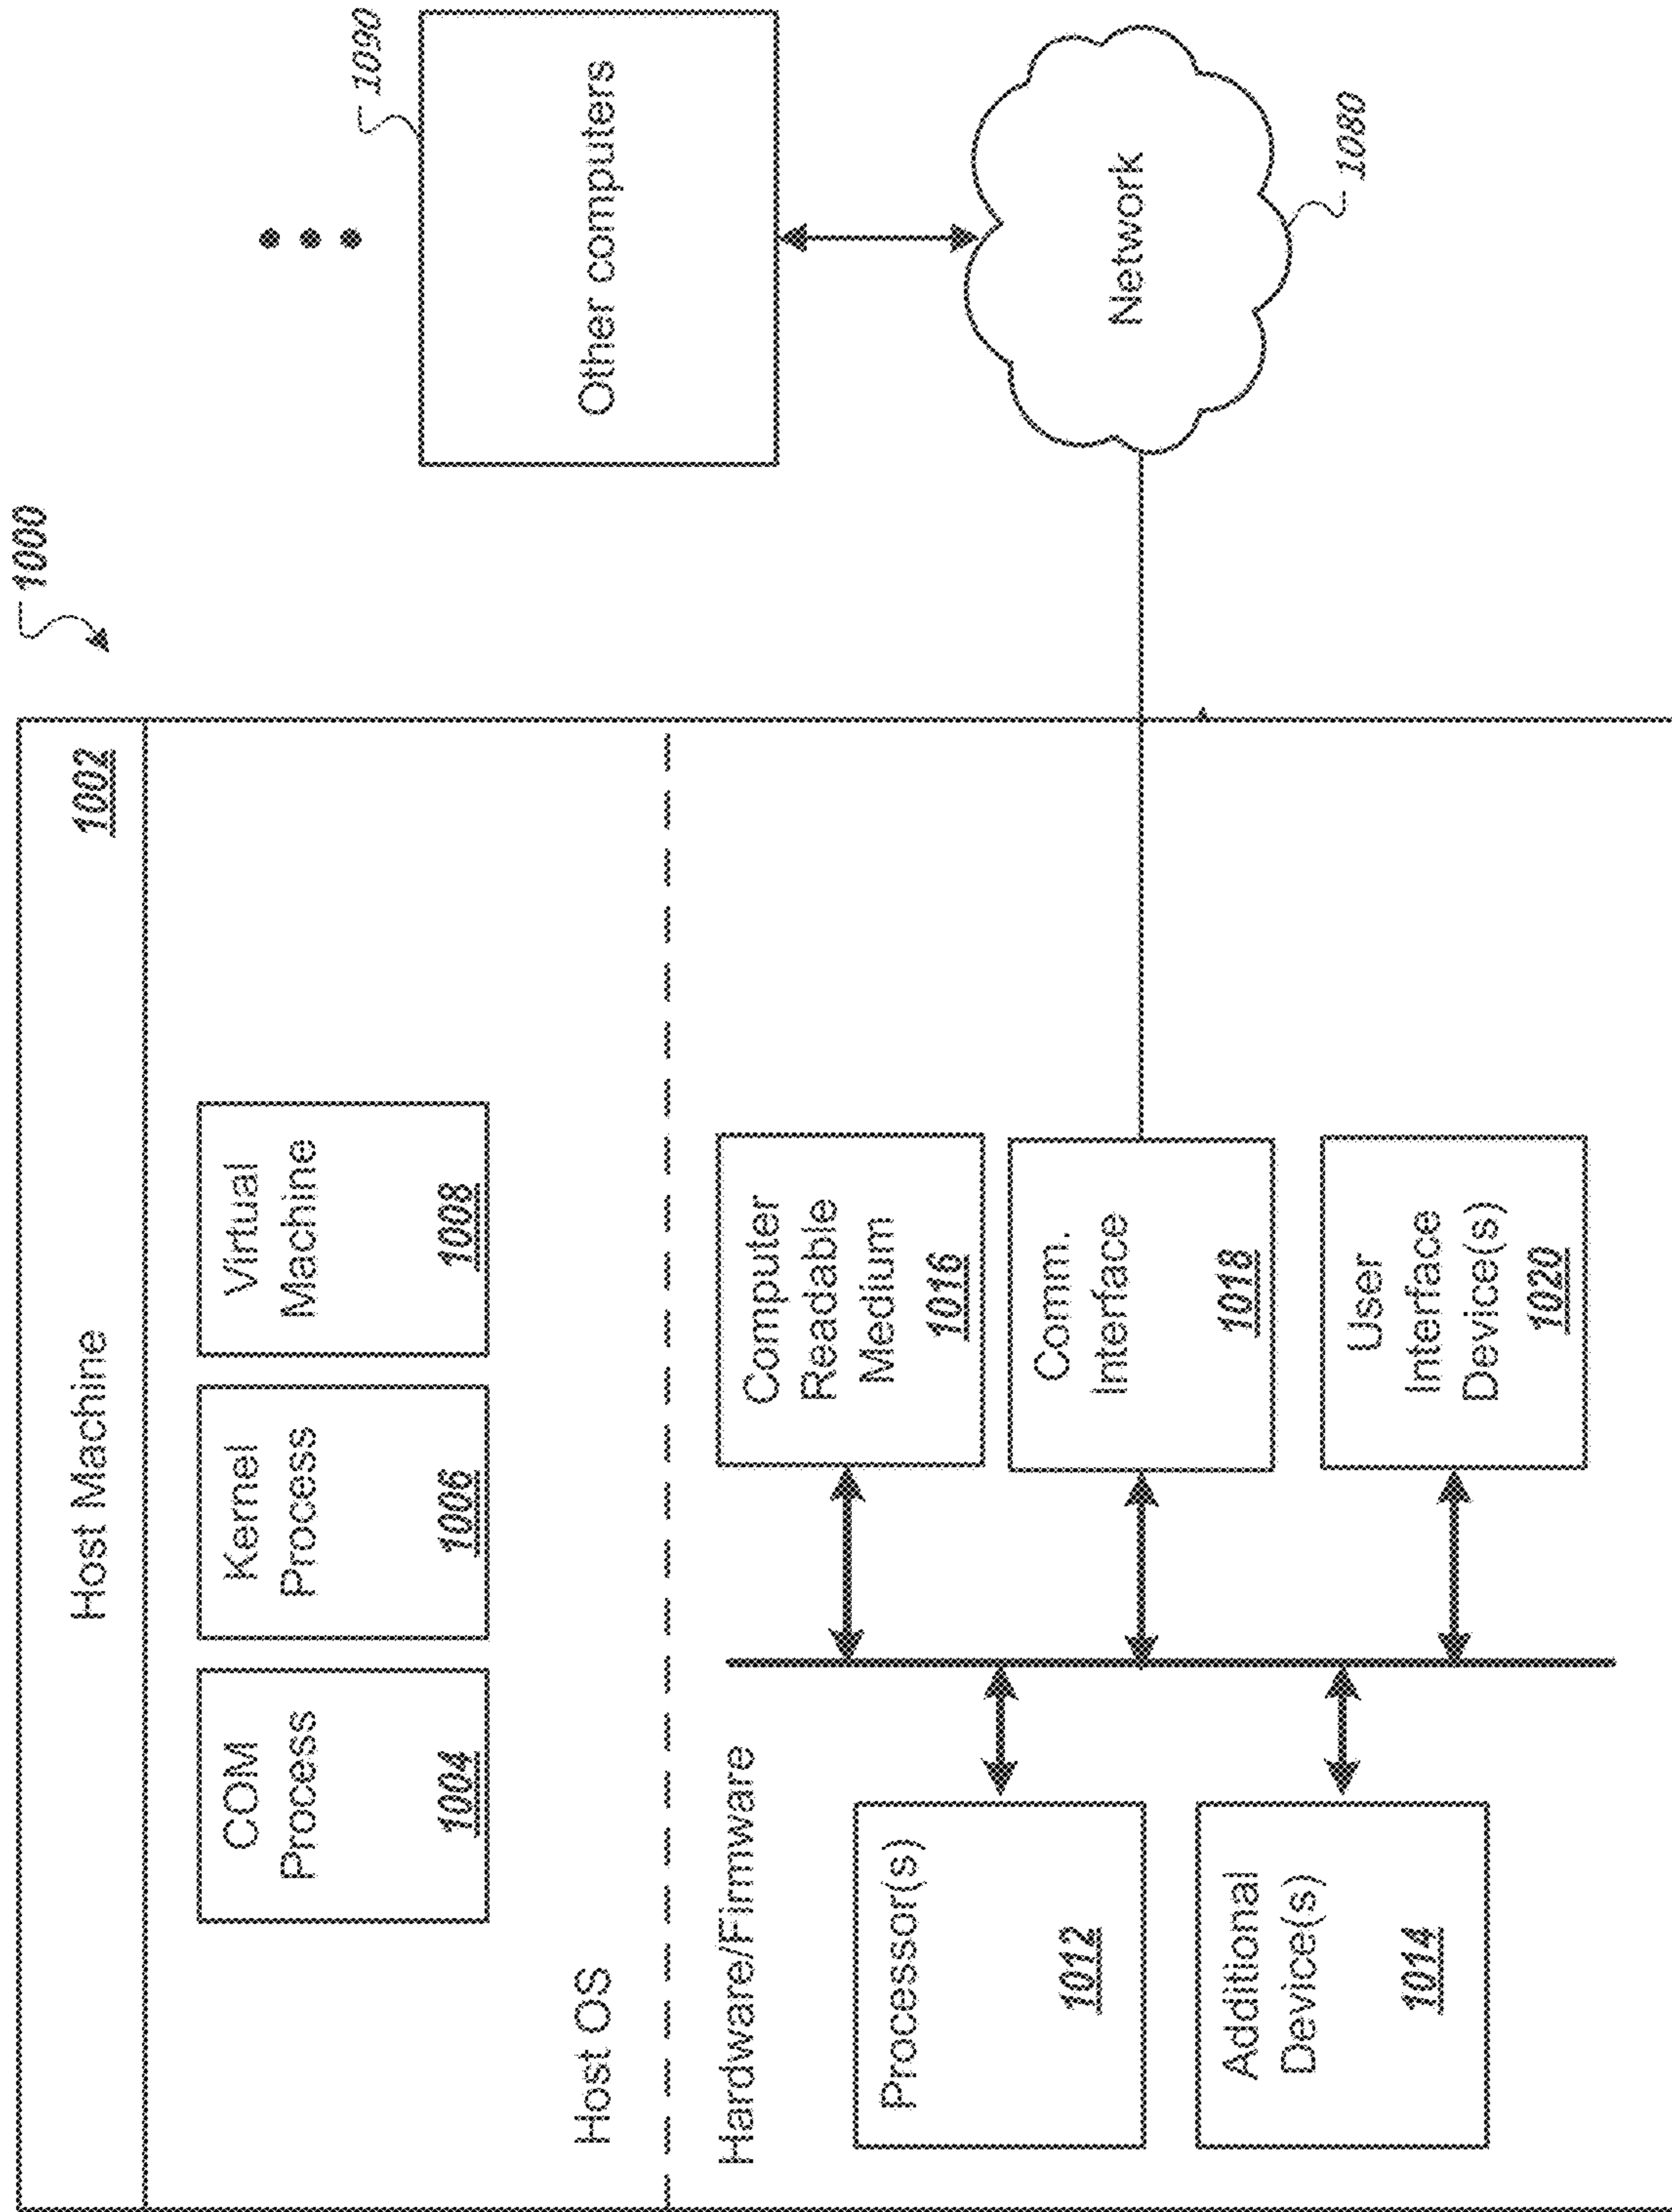 1000
Host Machine
1002
COM
Process
1004
Kernel
Process
1006
Virtual
Machine
1008
Host OS
Hardware/Firmware
Processor(s)
1012
Additional
Device(s)
1014
Computer
Readable
Medium
1016
Comm.
Interface
1018
User
Interface
Device(s)
1020
1090
Other computers
Network
1080